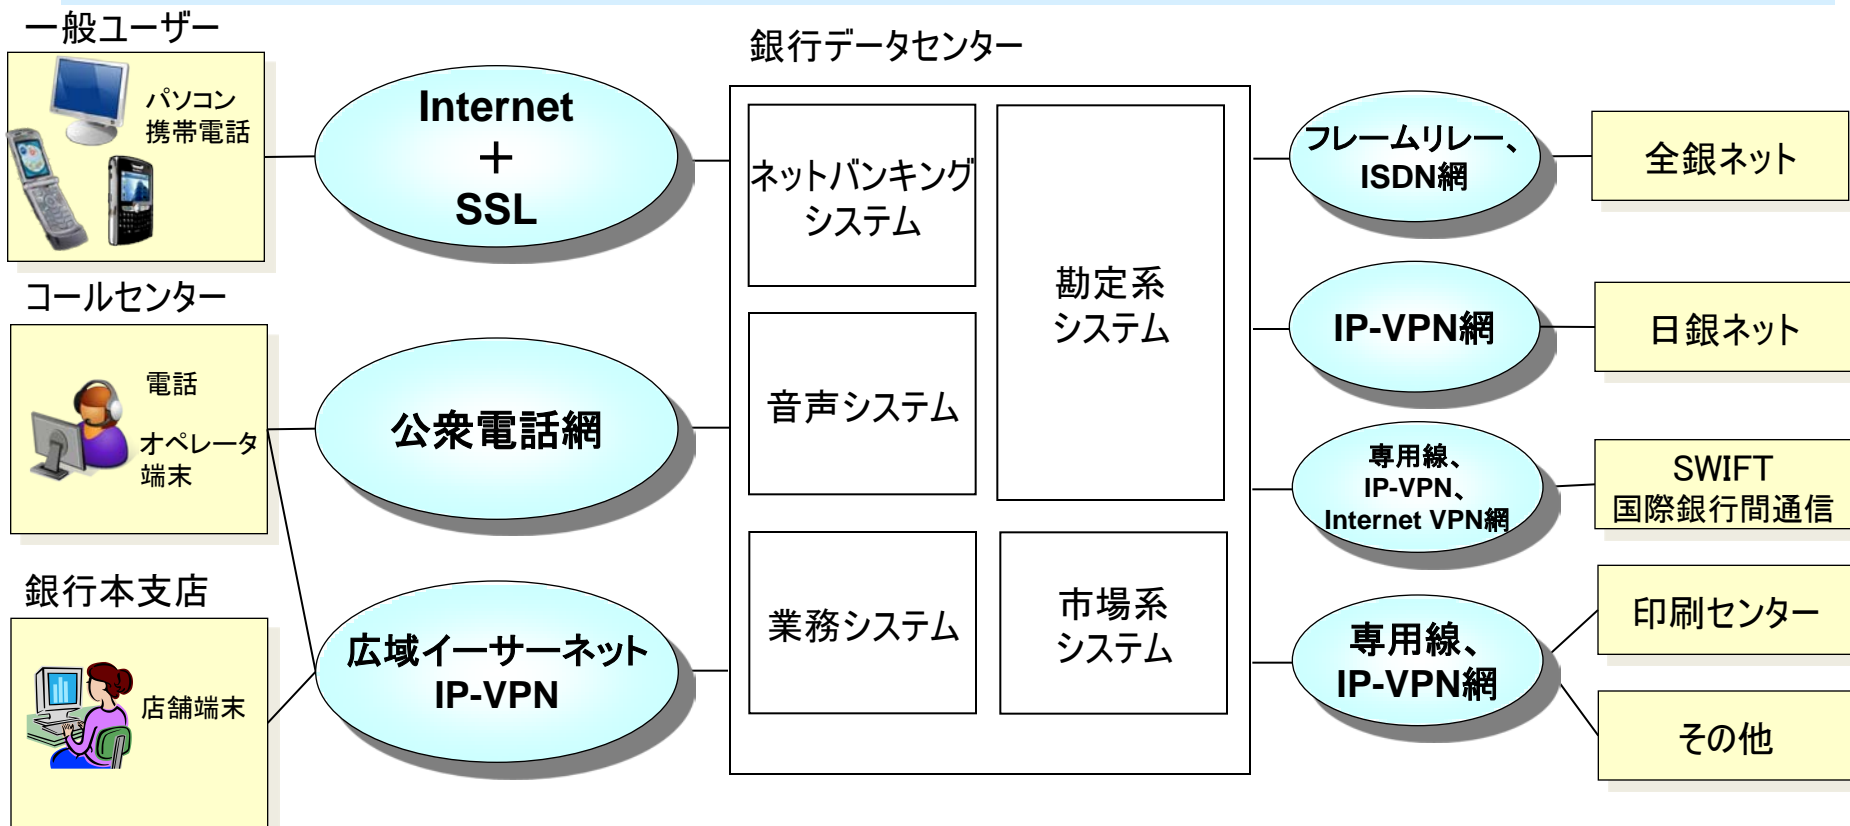 一般ユーザー
パソコン
携帯電話
Internet
＋
SSL
コールセンター
電話
オペレータ
端末
公衆電話網
銀行本支店
店舗端末
広域イーサーネット
IP-VPN
銀行データセンター
ネットバンキング
システム
音声システム
業務システム
勘定系
システム
市場系
システム
フレームリレー、
ISDN網
全銀ネット
IP-VPN網
日銀ネット
専用線、
IP-VPN、
Internet VPN網
SWIFT
国際銀行間通信
専用線、
IP-VPN網
印刷センター
その他